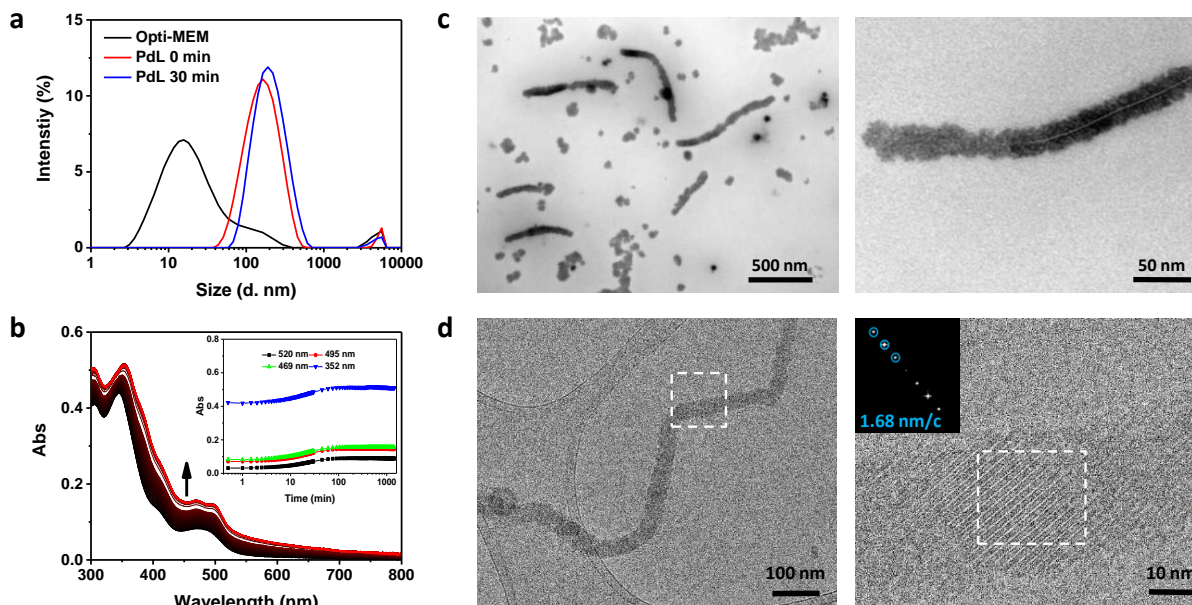 a
15
10
5
0
Intenstiy (%)
Opti-MEM
PdL 0 min
PdL 30 min
1 10 100 1000 10000
Size (d. nm)
b
0.6
0.4
0.2
0.0
Abs
0.6
0.4
0.2
0.0
Abs
520 nm 495 nm
469 nm 352 nm
1 10 100 1000
Time (min)
300 400 500 600 700 800
Wavelength (nm)
c
500 nm
50 nm
d
100 nm
1.68 nm/c
10 nm